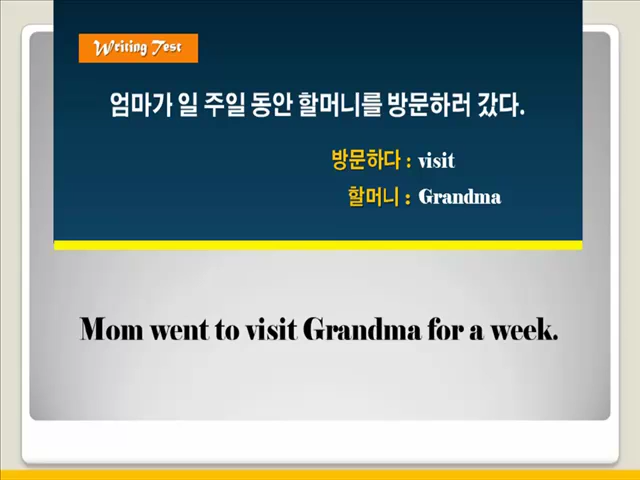 Writing Test
엄마가 일 주일 동안 할머니를 방문하러 갔다.
방문하다 : visit
할머니 : Grandma
Mom went to visit Grandma for a week.